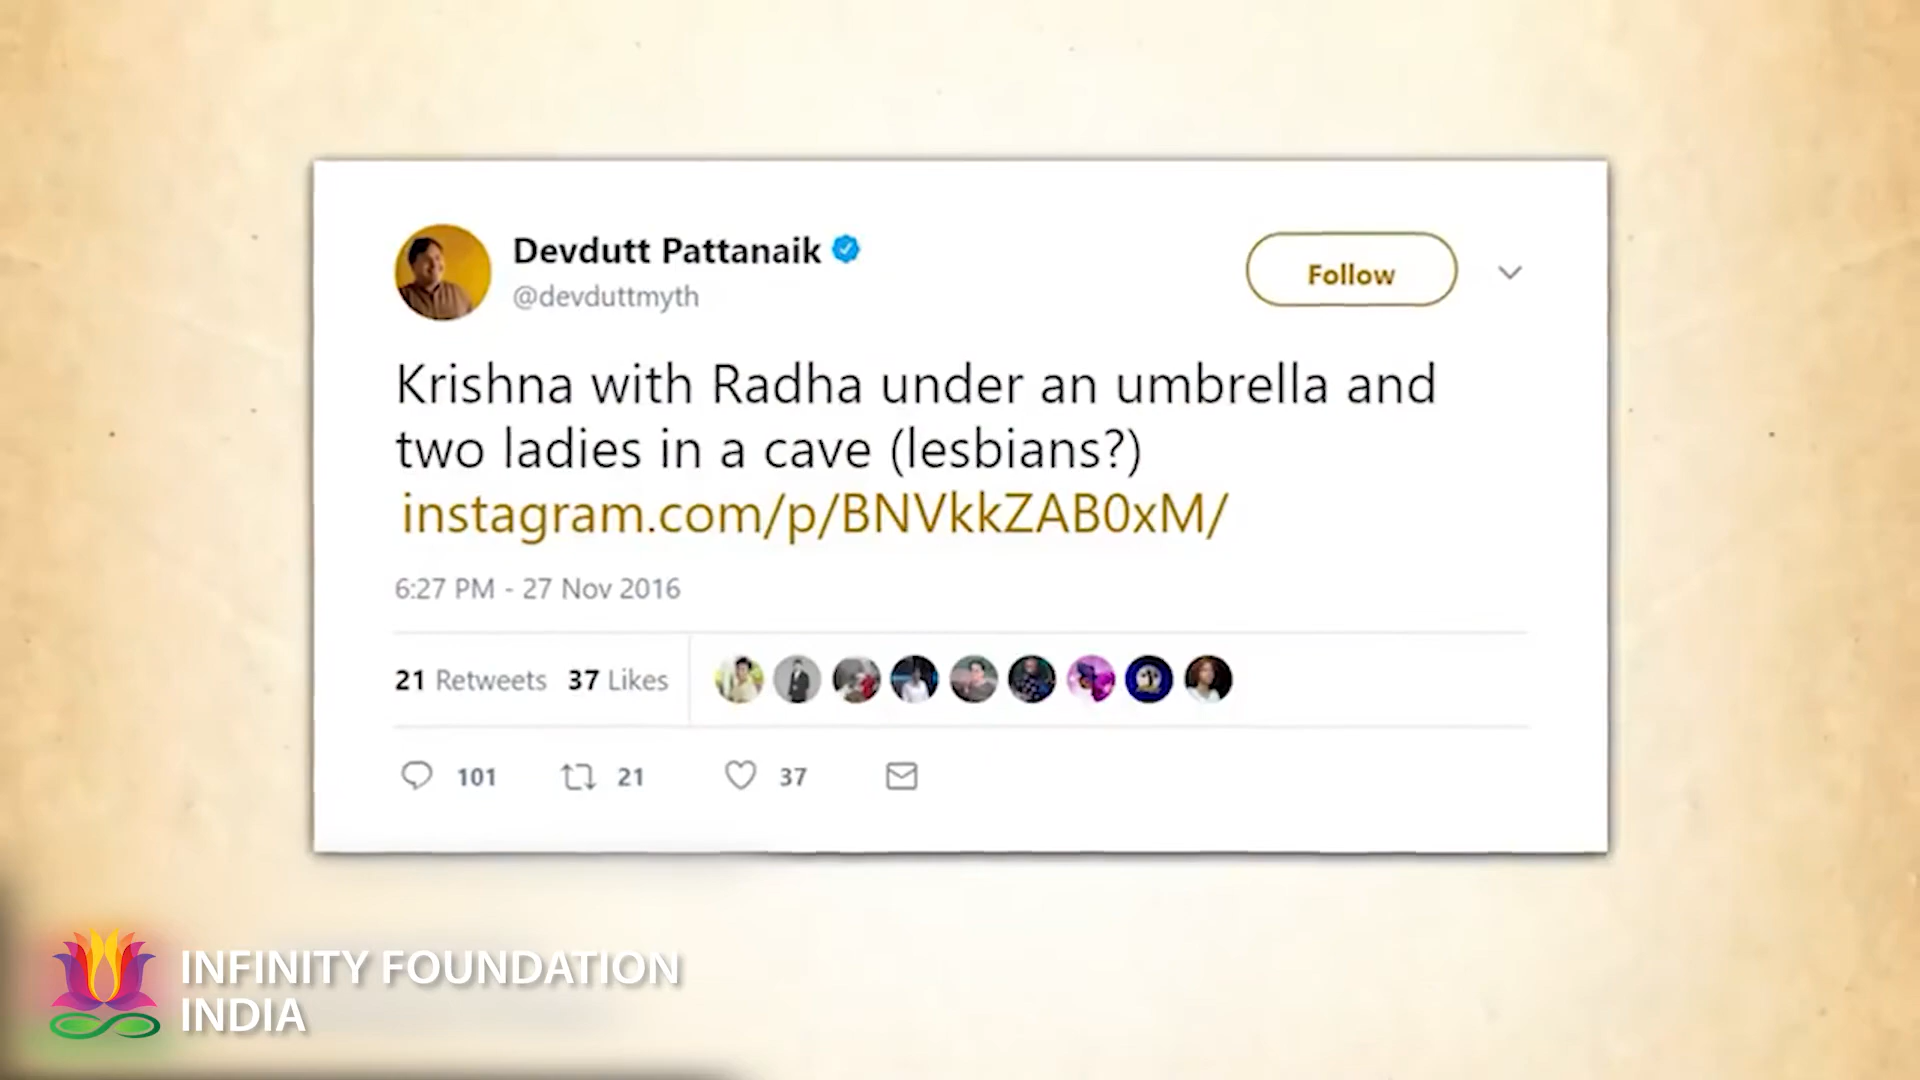 Devdutt Pattanaik
@devduttmyth
Follow
Krishna with Radha under an umbrella and
two ladies in a cave (lesbians?)
instagram.com/p/BNVkkZAB0xM/
6:27 PM - 27 Nov 2016
21 Retweets 37 Likes
101 21 37
INFINITY FOUNDATION
INDIA